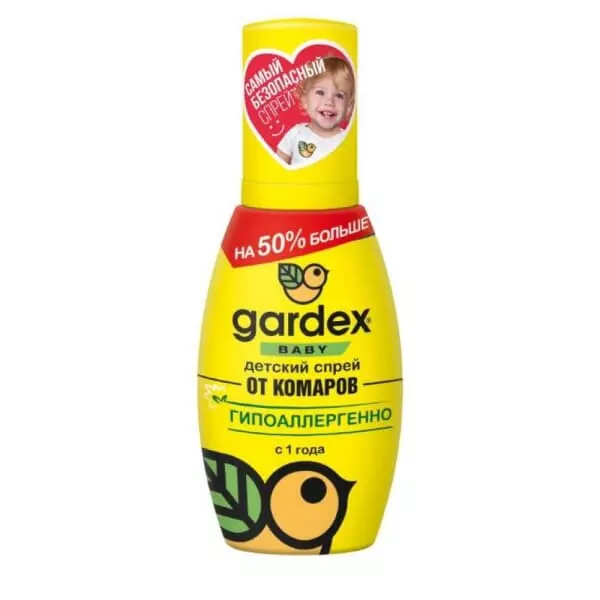 САМЫЙ
БЕЗОПАСНЫЙ
СПРЕЙ
НА 50% БОЛЬШЕ
gardex®
BABY
детский спрей
ОТ КОМАРОВ
ГИПОАЛЛЕРГЕННО
с 1 года